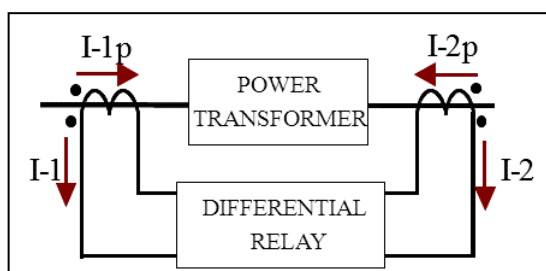 I-1p
I-2p
POWER
TRANSFORMER
I-1
I-2
DIFFERENTIAL
RELAY